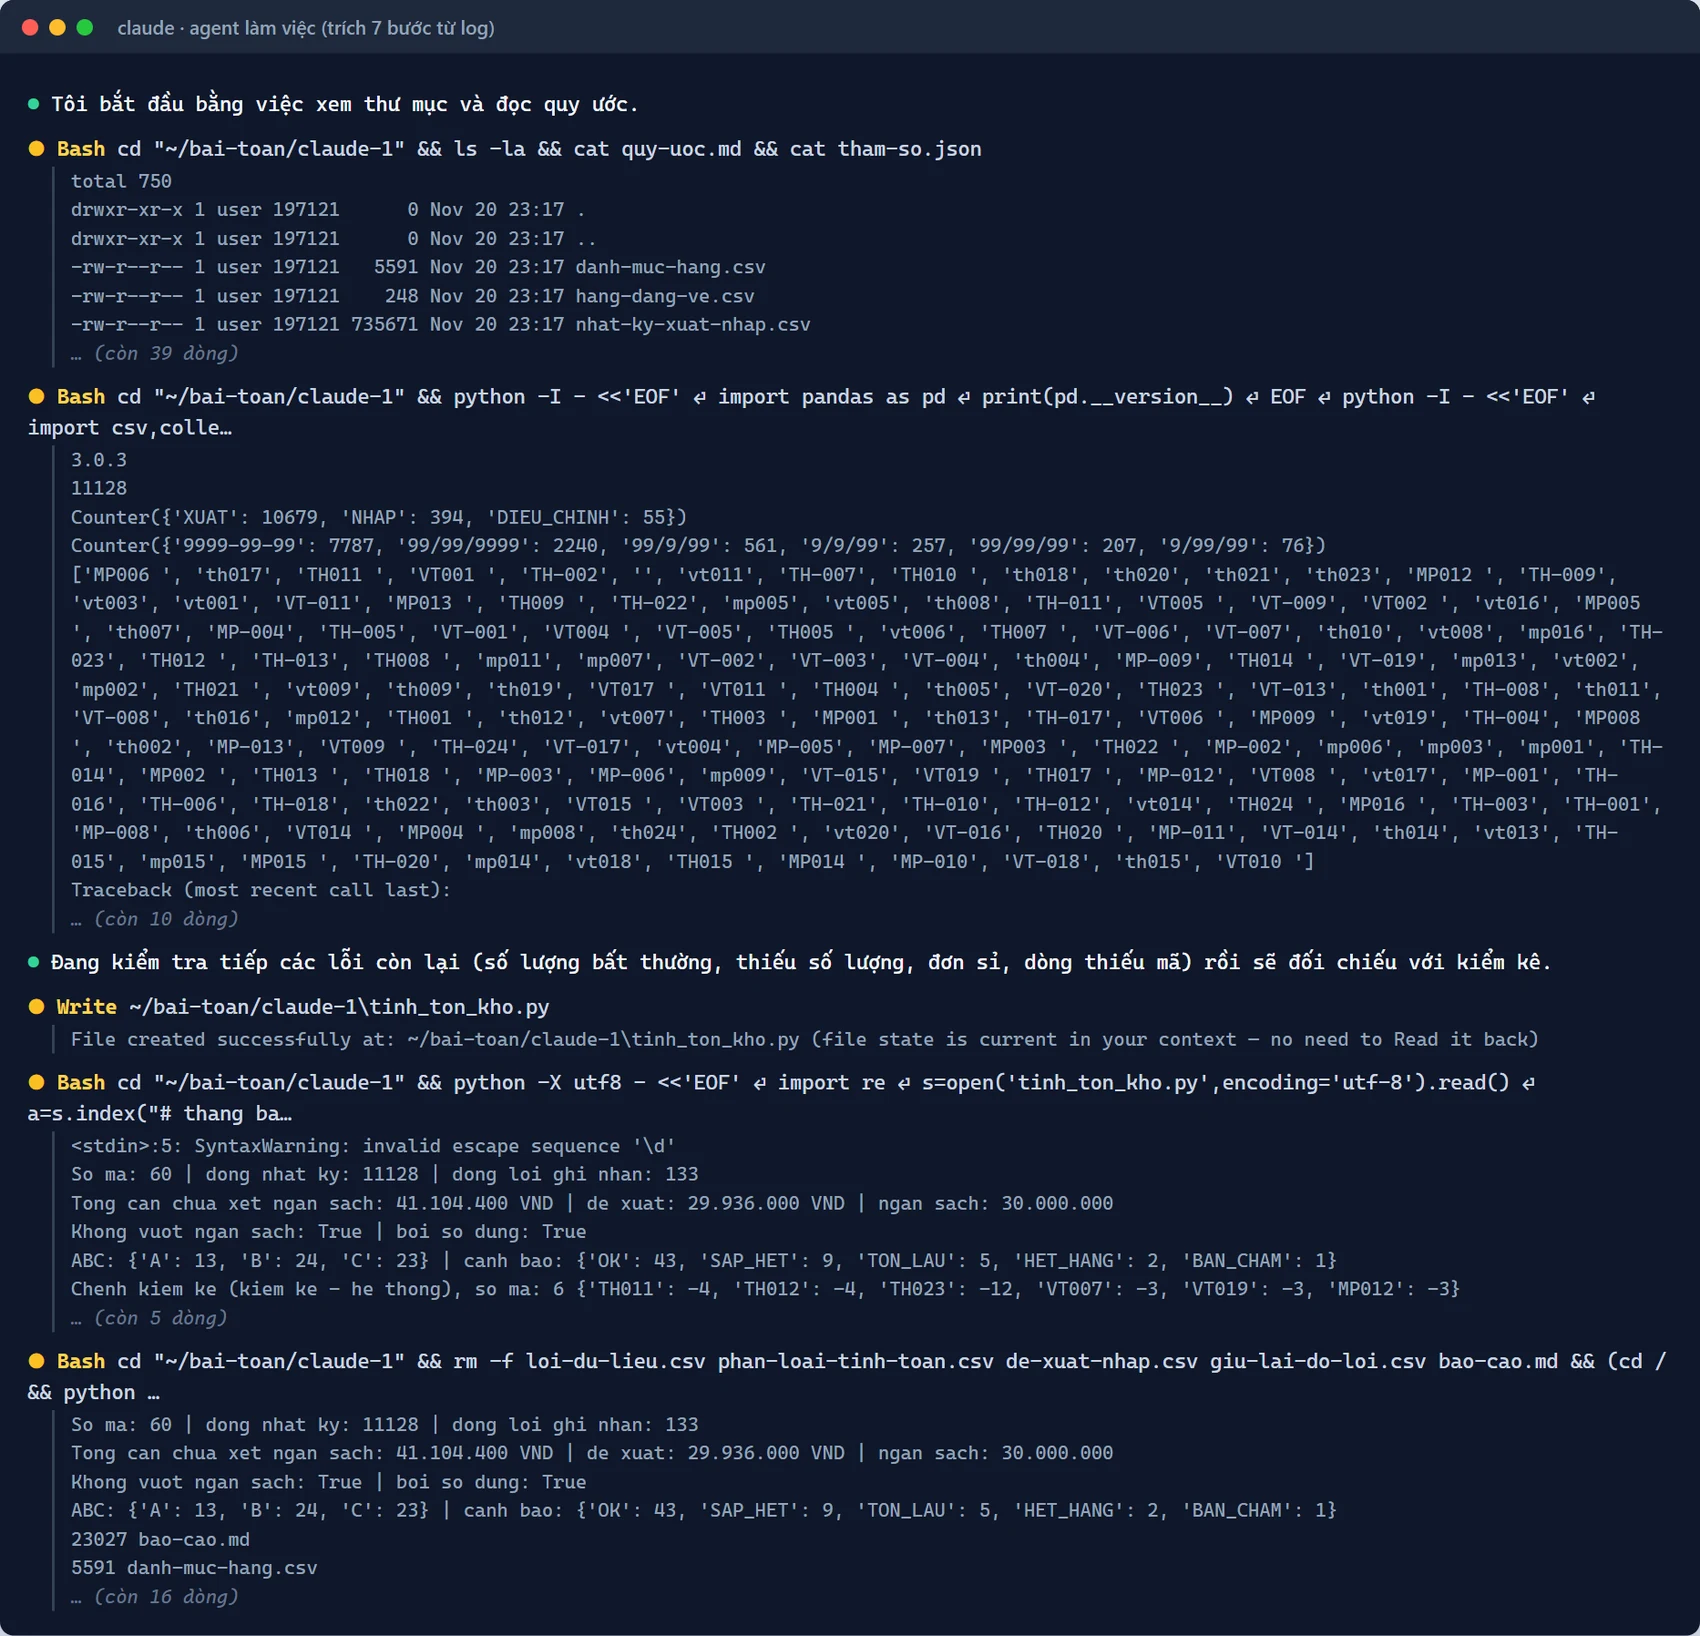 claude · agent làm việc (trích 7 bước từ log)
● Tôi bắt đầu bằng việc xem thư mục và đọc quy ước.
● Bash cd "~/bai-toan/claude-1" && ls -la && cat quy-uoc.md && cat tham-so.json
total 750
drwxr-xr-x 1 user 197121      0 Nov 20 23:17 .
drwxr-xr-x 1 user 197121      0 Nov 20 23:17 ..
-rw-r--r-- 1 user 197121   5591 Nov 20 23:17 danh-muc-hang.csv
-rw-r--r-- 1 user 197121    248 Nov 20 23:17 hang-dang-ve.csv
-rw-r--r-- 1 user 197121 735671 Nov 20 23:17 nhat-ky-xuat-nhap.csv
… (còn 39 dòng)
● Bash cd "~/bai-toan/claude-1" && python -I - <<'EOF' ⏎ import pandas as pd ⏎ print(pd.__version__) ⏎ EOF ⏎ python -I - <<'EOF' ⏎
import csv,colle…
3.0.3
11128
Counter({'XUAT': 10679, 'NHAP': 394, 'DIEU_CHINH': 55})
Counter({'9999-99-99': 7787, '99/99/9999': 2240, '99/9/99': 561, '9/9/99': 257, '99/99/99': 207, '9/99/99': 76})
['MP006 ', 'th017', 'TH011 ', 'VT001 ', 'TH-002', '', 'vt011', 'TH-007', 'TH010 ', 'th018', 'th020', 'th021', 'th023', 'MP012 ', 'TH-009',
'vt003', 'vt001', 'VT-011', 'MP013 ', 'TH009 ', 'TH-022', 'mp005', 'vt005', 'th008', 'TH-011', 'VT005 ', 'VT-009', 'VT002 ', 'vt016', 'MP005
', 'th007', 'MP-004', 'TH-005', 'VT-001', 'VT004 ', 'VT-005', 'TH005 ', 'vt006', 'TH007 ', 'VT-006', 'VT-007', 'th010', 'vt008', 'mp016', 'TH-
023', 'TH012 ', 'TH-013', 'TH008 ', 'mp011', 'mp007', 'VT-002', 'VT-003', 'VT-004', 'th004', 'MP-009', 'TH014 ', 'VT-019', 'mp013', 'vt002',
'mp002', 'TH021 ', 'vt009', 'th009', 'th019', 'VT017 ', 'VT011 ', 'TH004 ', 'th005', 'VT-020', 'TH023 ', 'VT-013', 'th001', 'TH-008', 'th011',
'VT-008', 'th016', 'mp012', 'TH001 ', 'th012', 'vt007', 'TH003 ', 'MP001 ', 'th013', 'TH-017', 'VT006 ', 'MP009 ', 'vt019', 'TH-004', 'MP008
', 'th002', 'MP-013', 'VT009 ', 'TH-024', 'VT-017', 'vt004', 'MP-005', 'MP-007', 'MP003 ', 'TH022 ', 'MP-002', 'mp006', 'mp003', 'mp001', 'TH-
014', 'MP002 ', 'TH013 ', 'TH018 ', 'MP-003', 'MP-006', 'mp009', 'VT-015', 'VT019 ', 'TH017 ', 'MP-012', 'VT008 ', 'vt017', 'MP-001', 'TH-
016', 'TH-006', 'TH-018', 'th022', 'th003', 'VT015 ', 'VT003 ', 'TH-021', 'TH-010', 'TH-012', 'vt014', 'TH024 ', 'MP016 ', 'TH-003', 'TH-001',
'MP-008', 'th006', 'VT014 ', 'MP004 ', 'mp008', 'th024', 'TH002 ', 'vt020', 'VT-016', 'TH020 ', 'MP-011', 'VT-014', 'th014', 'vt013', 'TH-
015', 'mp015', 'MP015 ', 'TH-020', 'mp014', 'vt018', 'TH015 ', 'MP014 ', 'MP-010', 'VT-018', 'th015', 'VT010 ']
Traceback (most recent call last):
… (còn 10 dòng)
● Đang kiểm tra tiếp các lỗi còn lại (số lượng bất thường, thiếu số lượng, đơn sỉ, dòng thiếu mã) rồi sẽ đối chiếu với kiểm kê.
● Write ~/bai-toan/claude-1\tinh_ton_kho.py
File created successfully at: ~/bai-toan/claude-1\tinh_ton_kho.py (file state is current in your context — no need to Read it back)
● Bash cd "~/bai-toan/claude-1" && python -X utf8 - <<'EOF' ⏎ import re ⏎ s=open('tinh_ton_kho.py',encoding='utf-8').read() ⏎
a=s.index("# thang ba…
<stdin>:5: SyntaxWarning: invalid escape sequence '\d'
So ma: 60 | dong nhat ky: 11128 | dong loi ghi nhan: 133
Tong can chua xet ngan sach: 41.104.400 VND | de xuat: 29.936.000 VND | ngan sach: 30.000.000
Khong vuot ngan sach: True | boi so dung: True
ABC: {'A': 13, 'B': 24, 'C': 23} | canh bao: {'OK': 43, 'SAP_HET': 9, 'TON_LAU': 5, 'HET_HANG': 2, 'BAN_CHAM': 1}
Chenh kiem ke (kiem ke - he thong), so ma: 6 {'TH011': -4, 'TH012': -4, 'TH023': -12, 'VT007': -3, 'VT019': -3, 'MP012': -3}
… (còn 5 dòng)
● Bash cd "~/bai-toan/claude-1" && rm -f loi-du-lieu.csv phan-loai-tinh-toan.csv de-xuat-nhap.csv giu-lai-do-loi.csv bao-cao.md && (cd /
&& python …
So ma: 60 | dong nhat ky: 11128 | dong loi ghi nhan: 133
Tong can chua xet ngan sach: 41.104.400 VND | de xuat: 29.936.000 VND | ngan sach: 30.000.000
Khong vuot ngan sach: True | boi so dung: True
ABC: {'A': 13, 'B': 24, 'C': 23} | canh bao: {'OK': 43, 'SAP_HET': 9, 'TON_LAU': 5, 'HET_HANG': 2, 'BAN_CHAM': 1}
23027 bao-cao.md
5591 danh-muc-hang.csv
… (còn 16 dòng)